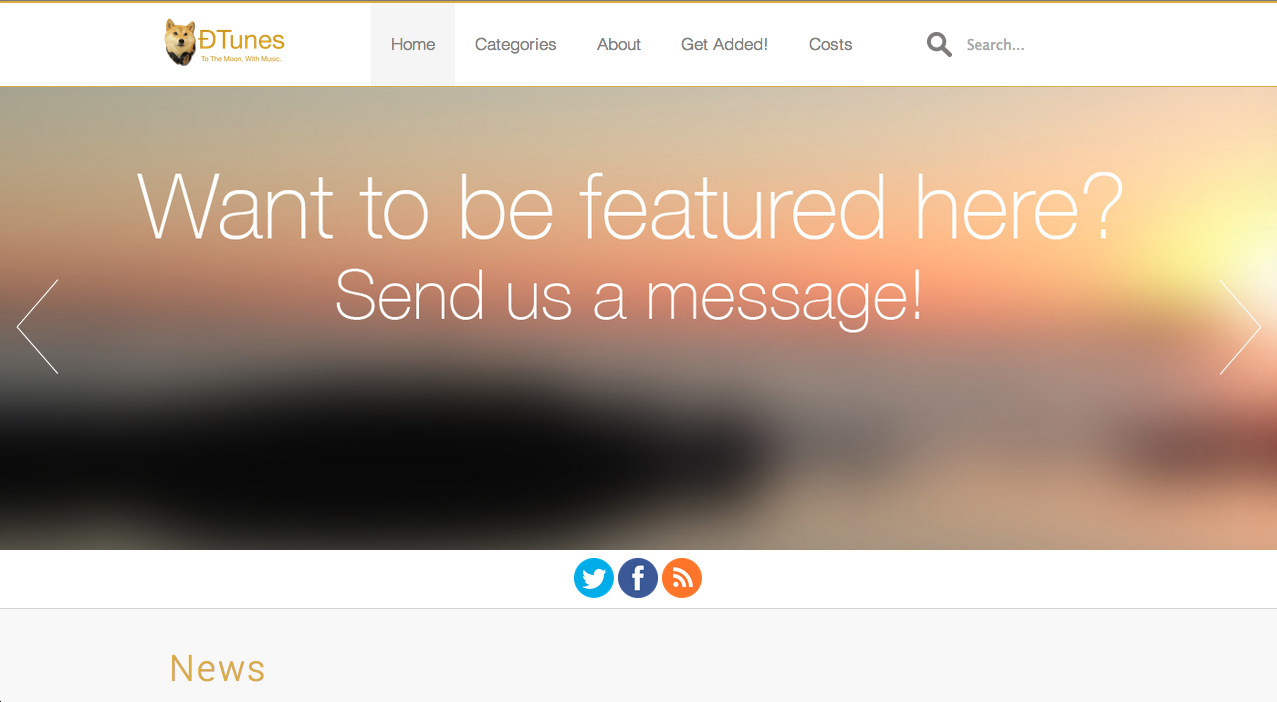 ÐTunes
To The Moon. With Music.
Home
Categories
About
Get Added!
Costs
Search...
Want to be featured here?
Send us a message!
News